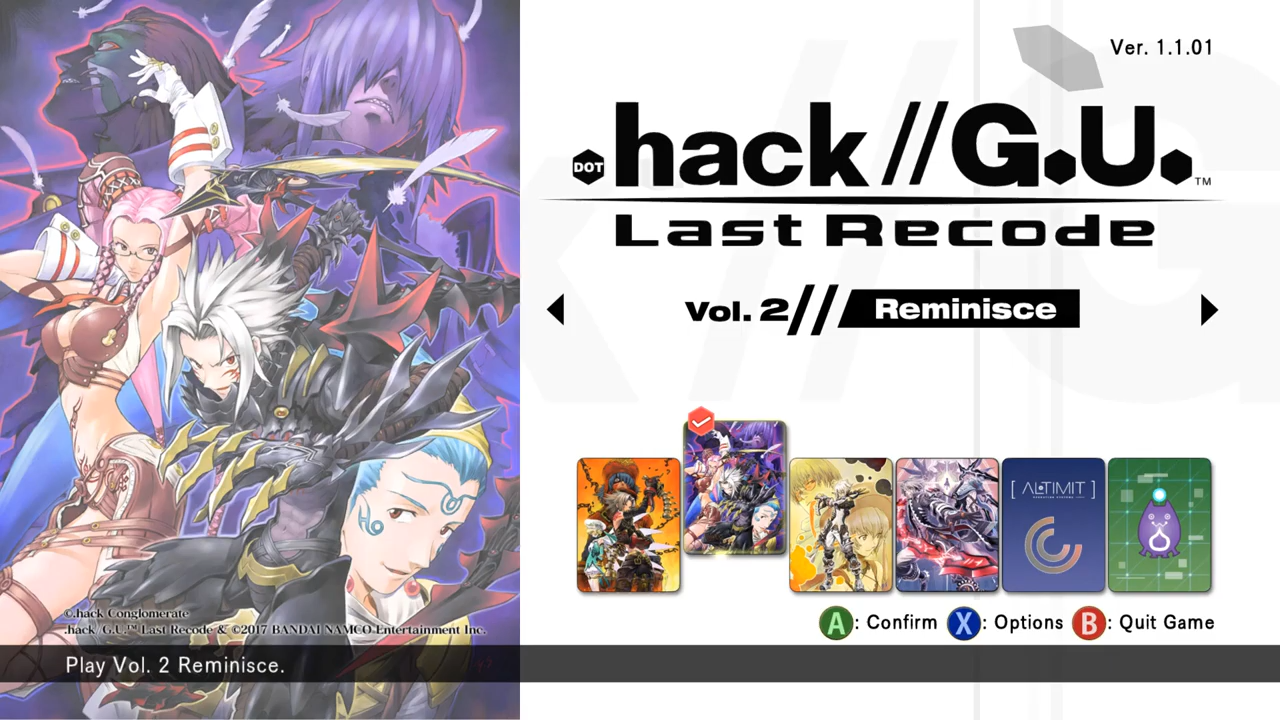 Ver. 1.1.01
DOT .hack//G.U.™
Last Recode
Vol. 2// Reminisce
[ ALTIMIT ]
A: Confirm X: Options B: Quit Game
©.hack Conglomerate
.hack//G.U.™ Last Recode & ©2017 BANDAI NAMCO Entertainment Inc.
Play Vol. 2 Reminisce.